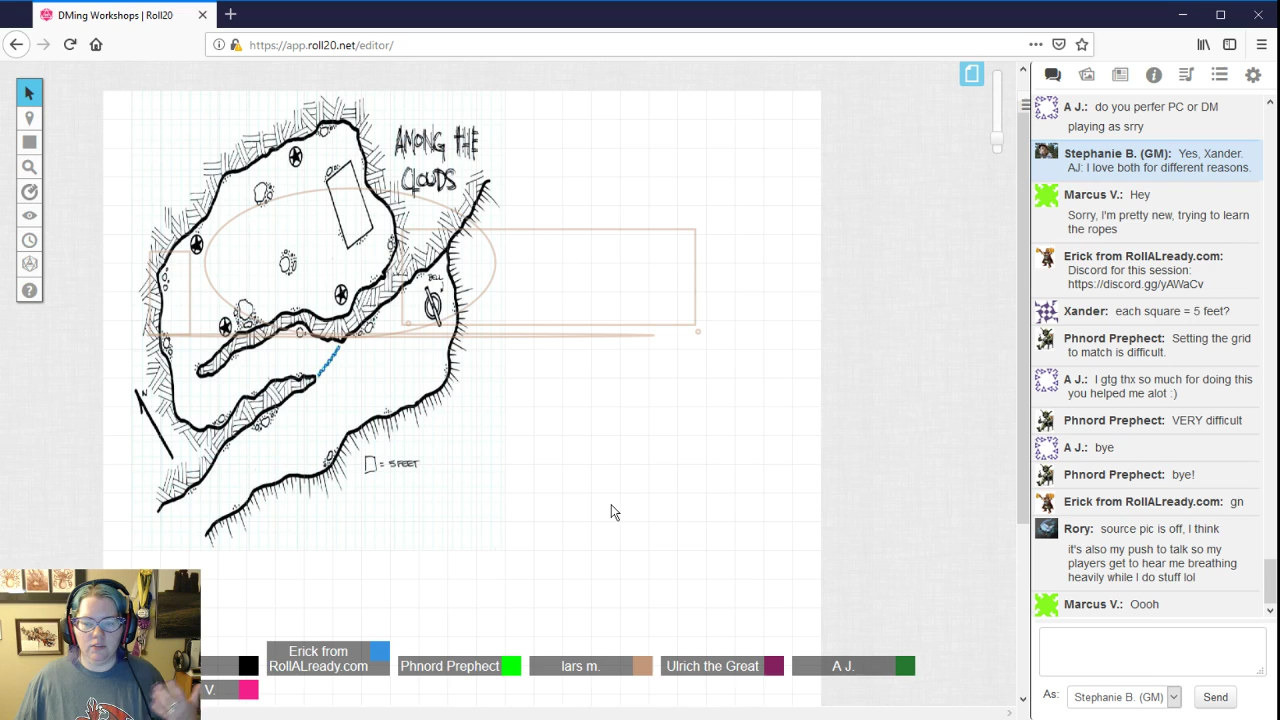 DMing Workshops | Roll20
https://app.roll20.net/editor/
AMONG THE
CLOUDS
BELL
N
= 5 FEET
A J.: do you perfer PC or DM
playing as srry
Stephanie B. (GM): Yes, Xander.
AJ: I love both for different reasons.
Marcus V.: Hey
Sorry, I'm pretty new, trying to learn
the ropes
Erick from RollALready.com:
Discord for this session:
https://discord.gg/yAWaCv
Xander: each square = 5 feet?
Phnord Prephect: Setting the grid
to match is difficult.
A J.: I gtg thx so much for doing this
you helped me alot :)
Phnord Prephect: VERY difficult
A J.: bye
Phnord Prephect: bye!
Erick from RollALready.com: gn
Rory: source pic is off, I think
it's also my push to talk so my
players get to hear me breathing
heavily while I do stuff lol
Marcus V.: Oooh
As: Stephanie B. (GM) Send
Erick from
RollALready.com
Phnord Prephect
lars m.
Ulrich the Great
A J.
V.